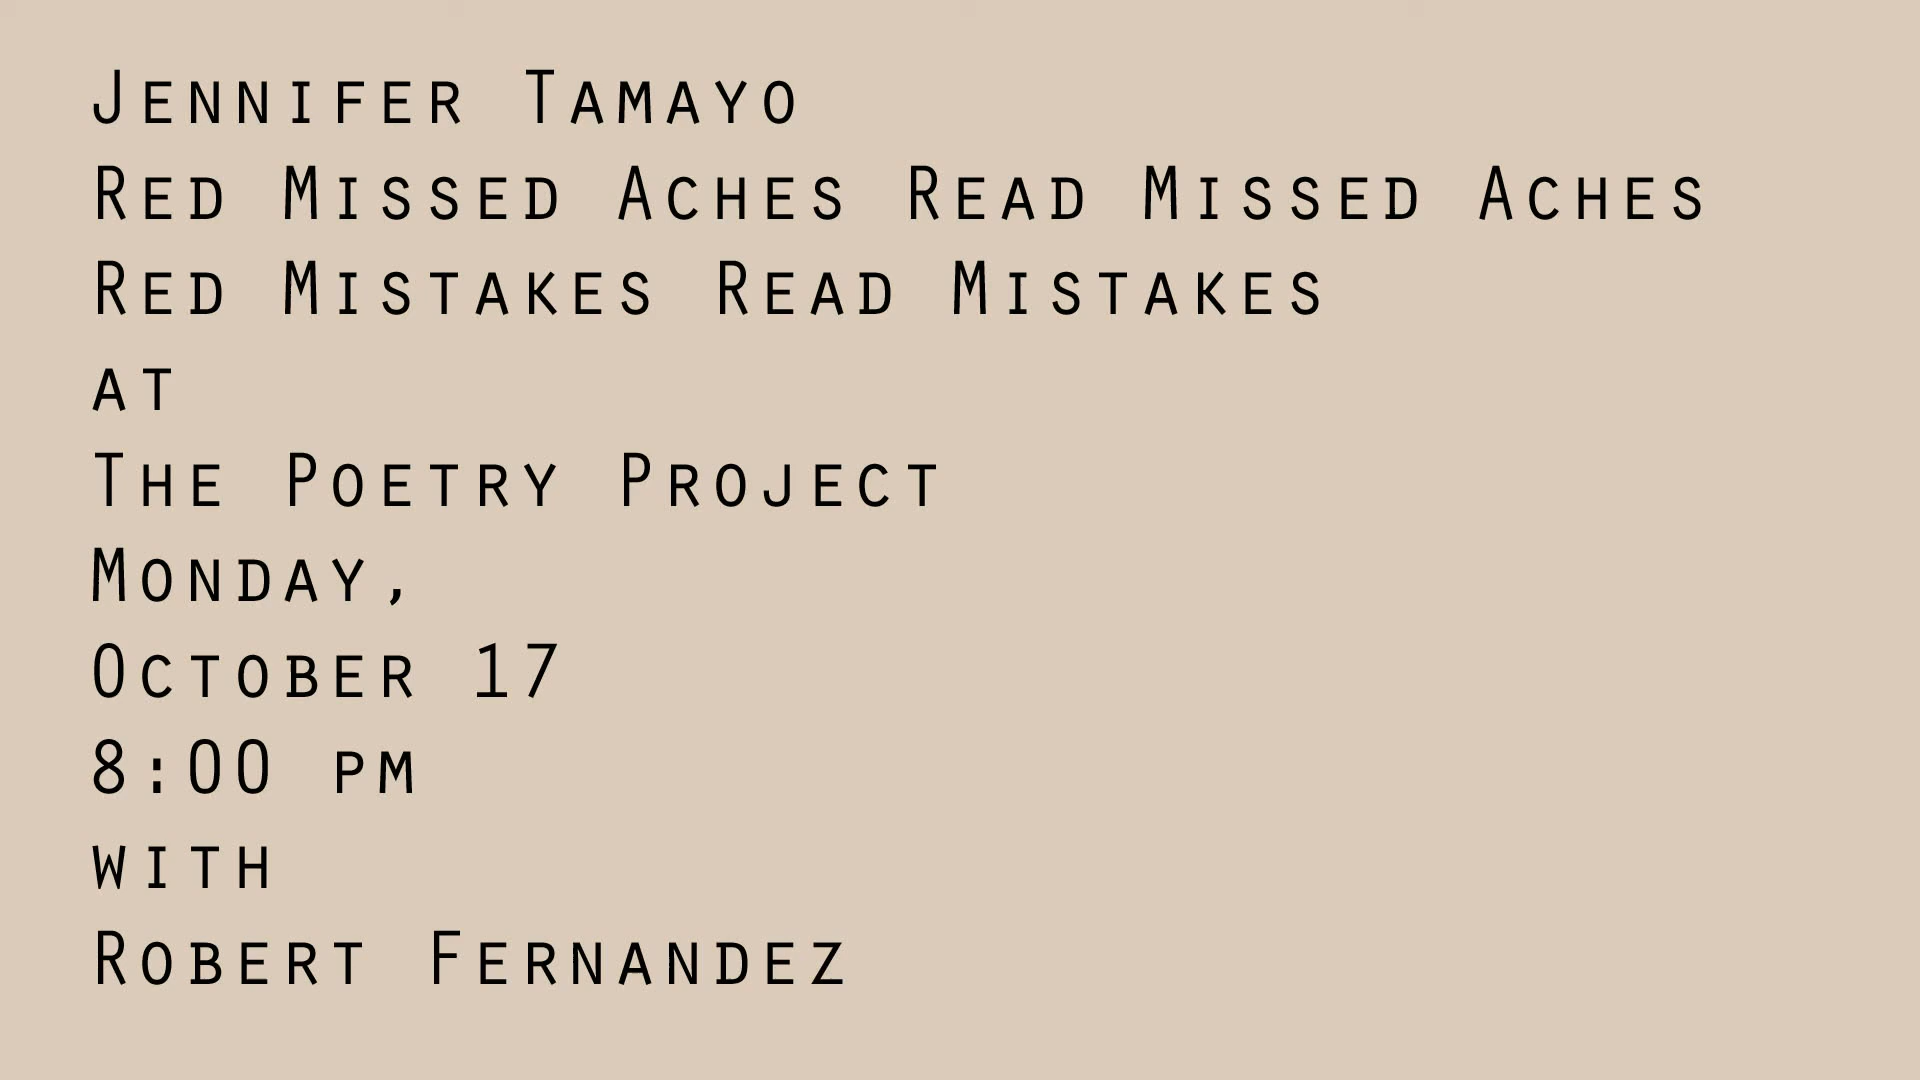 Jennifer Tamayo
Red Missed Aches Read Missed Aches
Red Mistakes Read Mistakes
at
The Poetry Project
Monday,
October 17
8:00 pm
with
Robert Fernandez